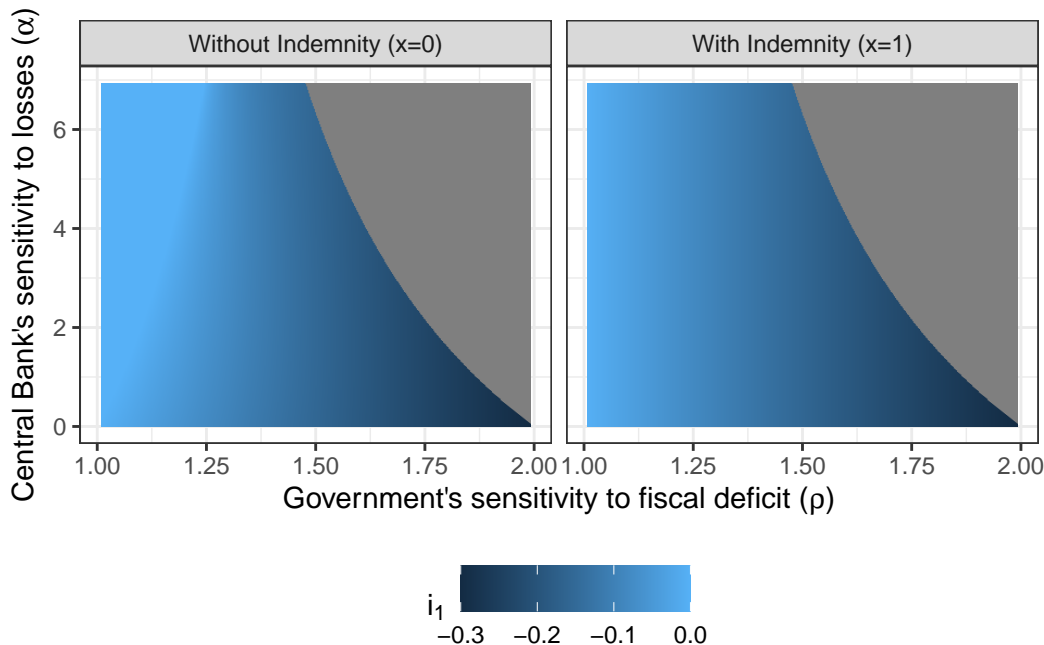 Without Indemnity (x=0)
With Indemnity (x=1)
Central Bank's sensitivity to losses (α)
6
4
2
0
1.00 1.25 1.50 1.75 2.00
1.00 1.25 1.50 1.75 2.00
Government's sensitivity to fiscal deficit (ρ)
i₁
−0.3 −0.2 −0.1 0.0